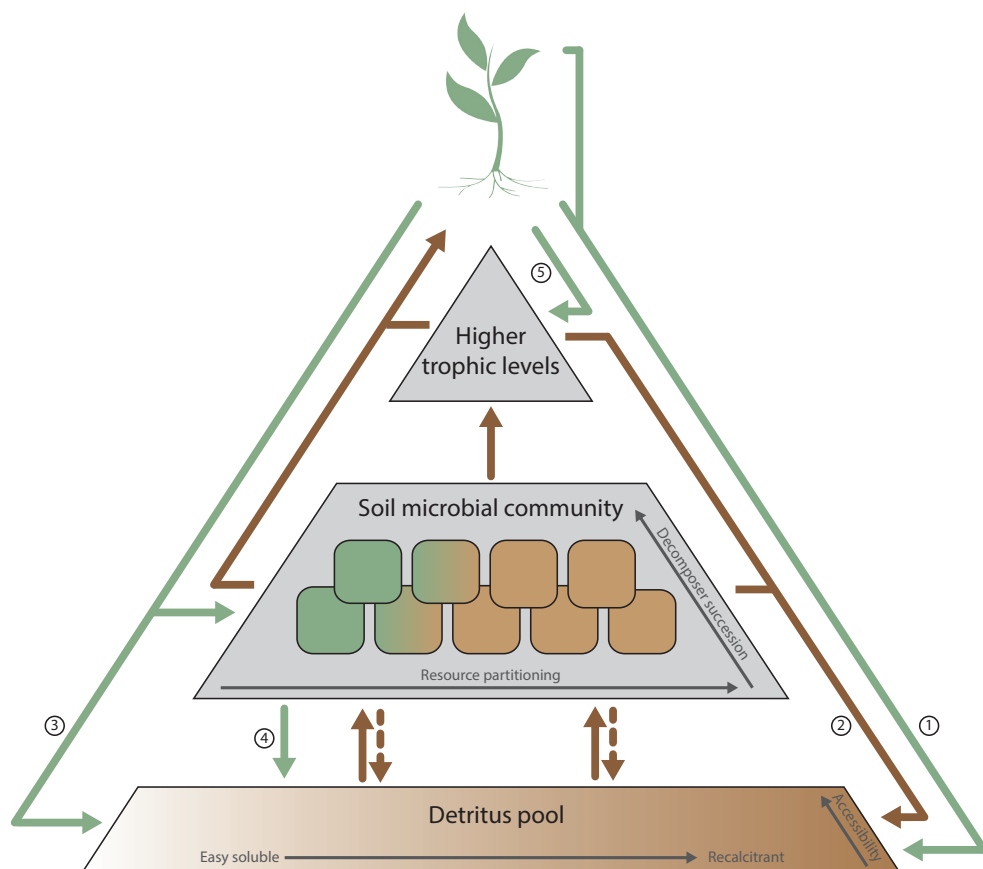 ⑤
Higher
trophic levels
Soil microbial community
Decomposer succession
Resource partitioning
③
④
②
①
Detritus pool
Accessibility
Easy soluble
Recalcitrant